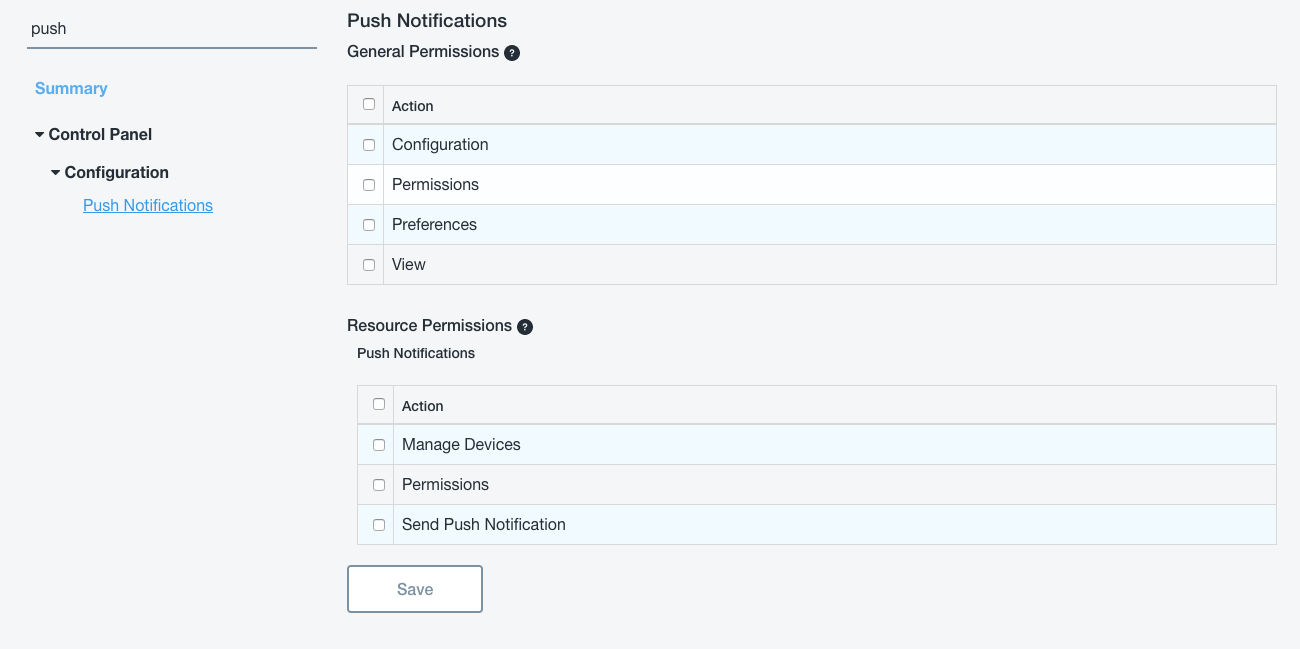 push
Summary
Control Panel
Configuration
Push Notifications
Push Notifications
General Permissions ?
Action
Configuration
Permissions
Preferences
View
Resource Permissions ?
Push Notifications
Action
Manage Devices
Permissions
Send Push Notification
Save